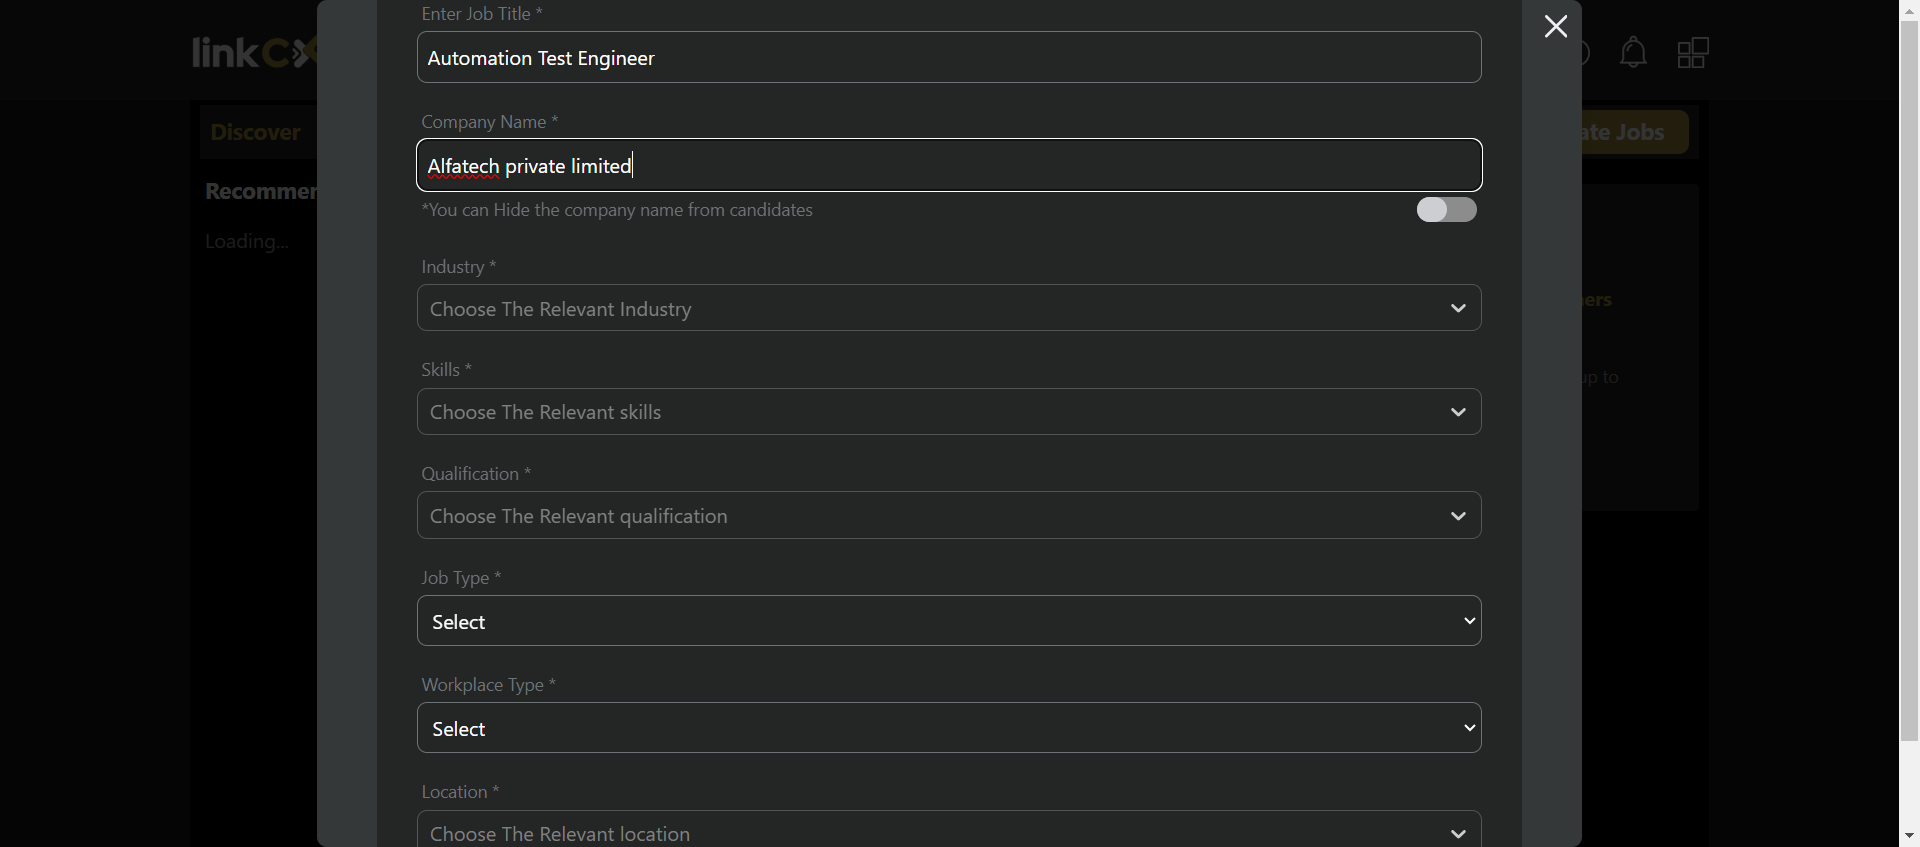 Enter Job Title *
Automation Test Engineer
linkCX
Company Name *
Discover
ate Jobs
Alfatech private limited
Recommen
*You can Hide the company name from candidates
Loading...
Industry *
Choose The Relevant Industry
ers
Skills *
up to
Choose The Relevant skills
Qualification *
Choose The Relevant qualification
Job Type *
Select
Workplace Type *
Select
Location *
Choose The Relevant location